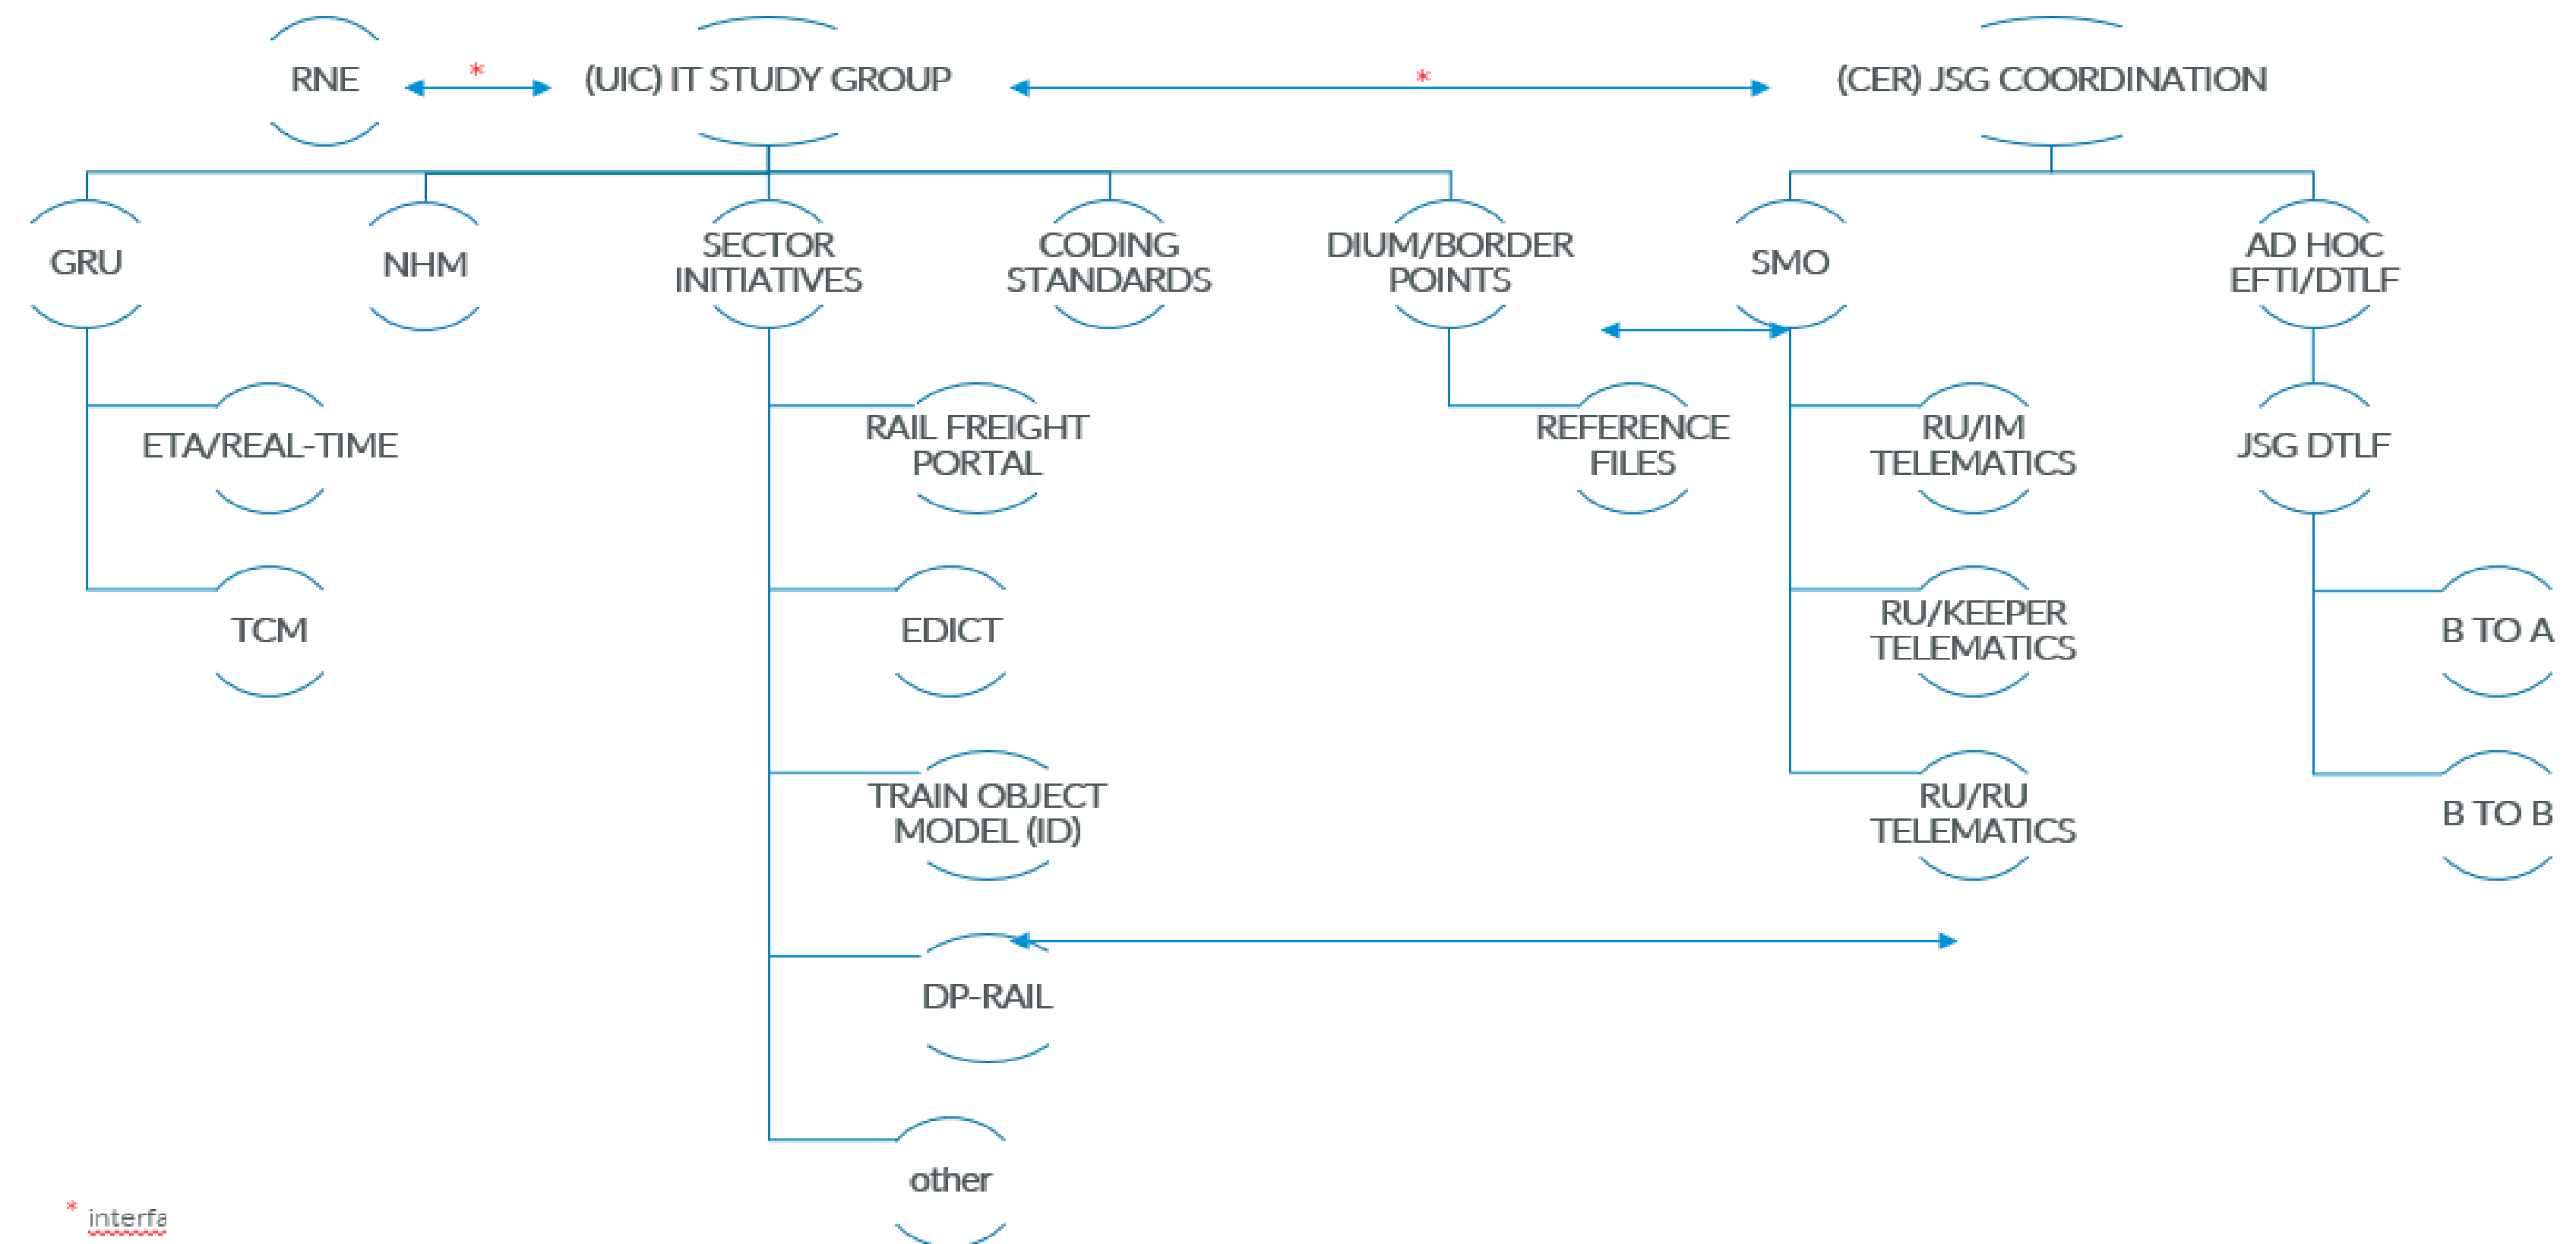 RNE
*
(UIC) IT STUDY GROUP
*
(CER) JSG COORDINATION
GRU
NHM
SECTOR
INITIATIVES
CODING
STANDARDS
DIUM/BORDER
POINTS
SMO
AD HOC
EFTI/DTLF
ETA/REAL-TIME
RAIL FREIGHT
PORTAL
REFERENCE
FILES
RU/IM
TELEMATICS
JSG DTLF
TCM
EDICT
RU/KEEPER
TELEMATICS
B TO A
TRAIN OBJECT
MODEL (ID)
RU/RU
TELEMATICS
B TO B
DP-RAIL
other
* interfa